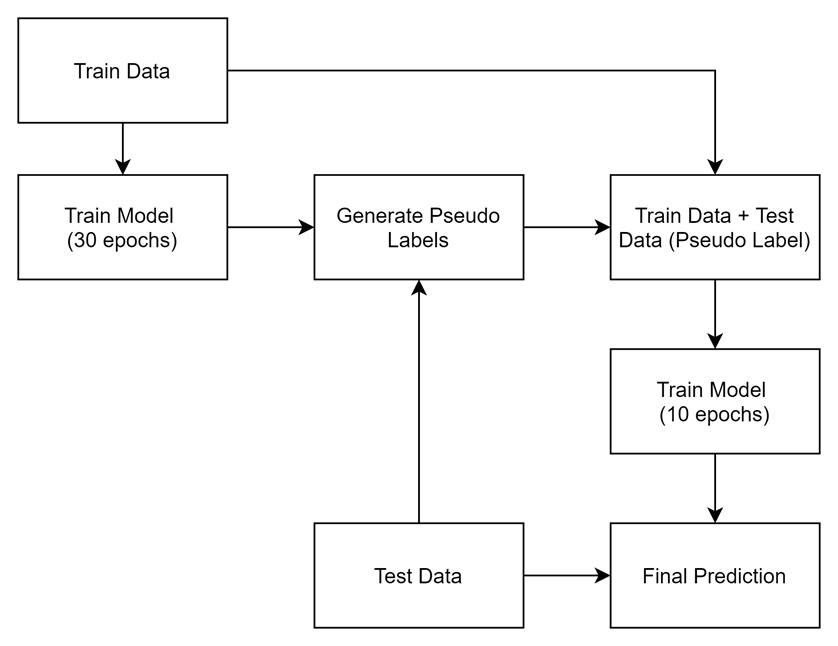 Train Data
Train Model
(30 epochs)
Generate Pseudo
Labels
Train Data + Test
Data (Pseudo Label)
Train Model
(10 epochs)
Test Data
Final Prediction